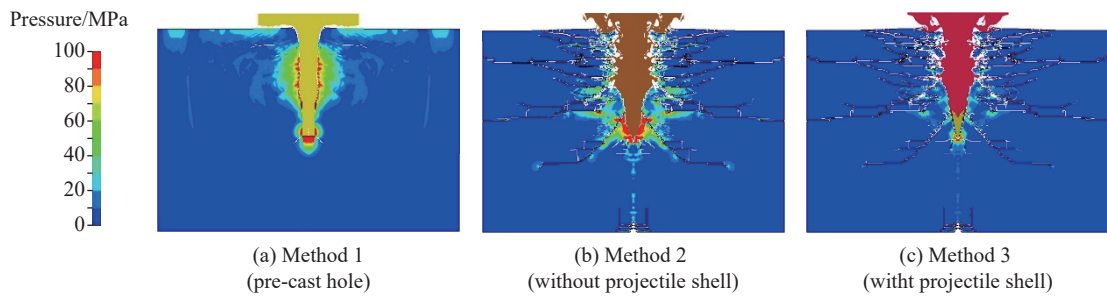 Pressure/MPa
100
80
60
40
20
0
(a) Method 1
(pre-cast hole)
(b) Method 2
(without projectile shell)
(c) Method 3
(witht projectile shell)